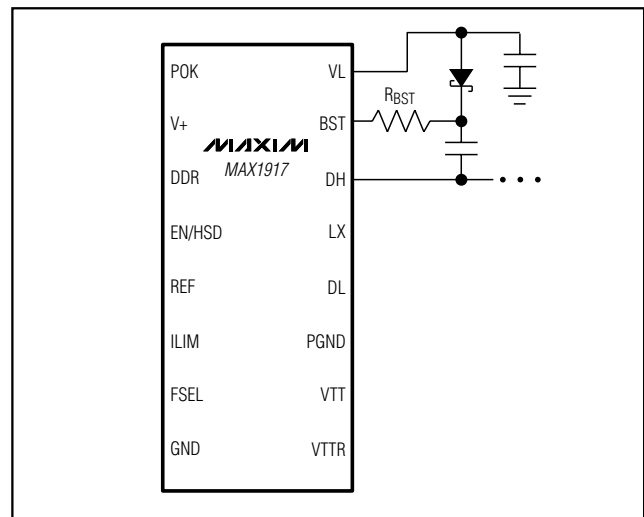 POK VL
V+ BST RBST
MAXIM
MAX1917
DDR DH
EN/HSD LX
REF DL
ILIM PGND
FSEL VTT
GND VTTR